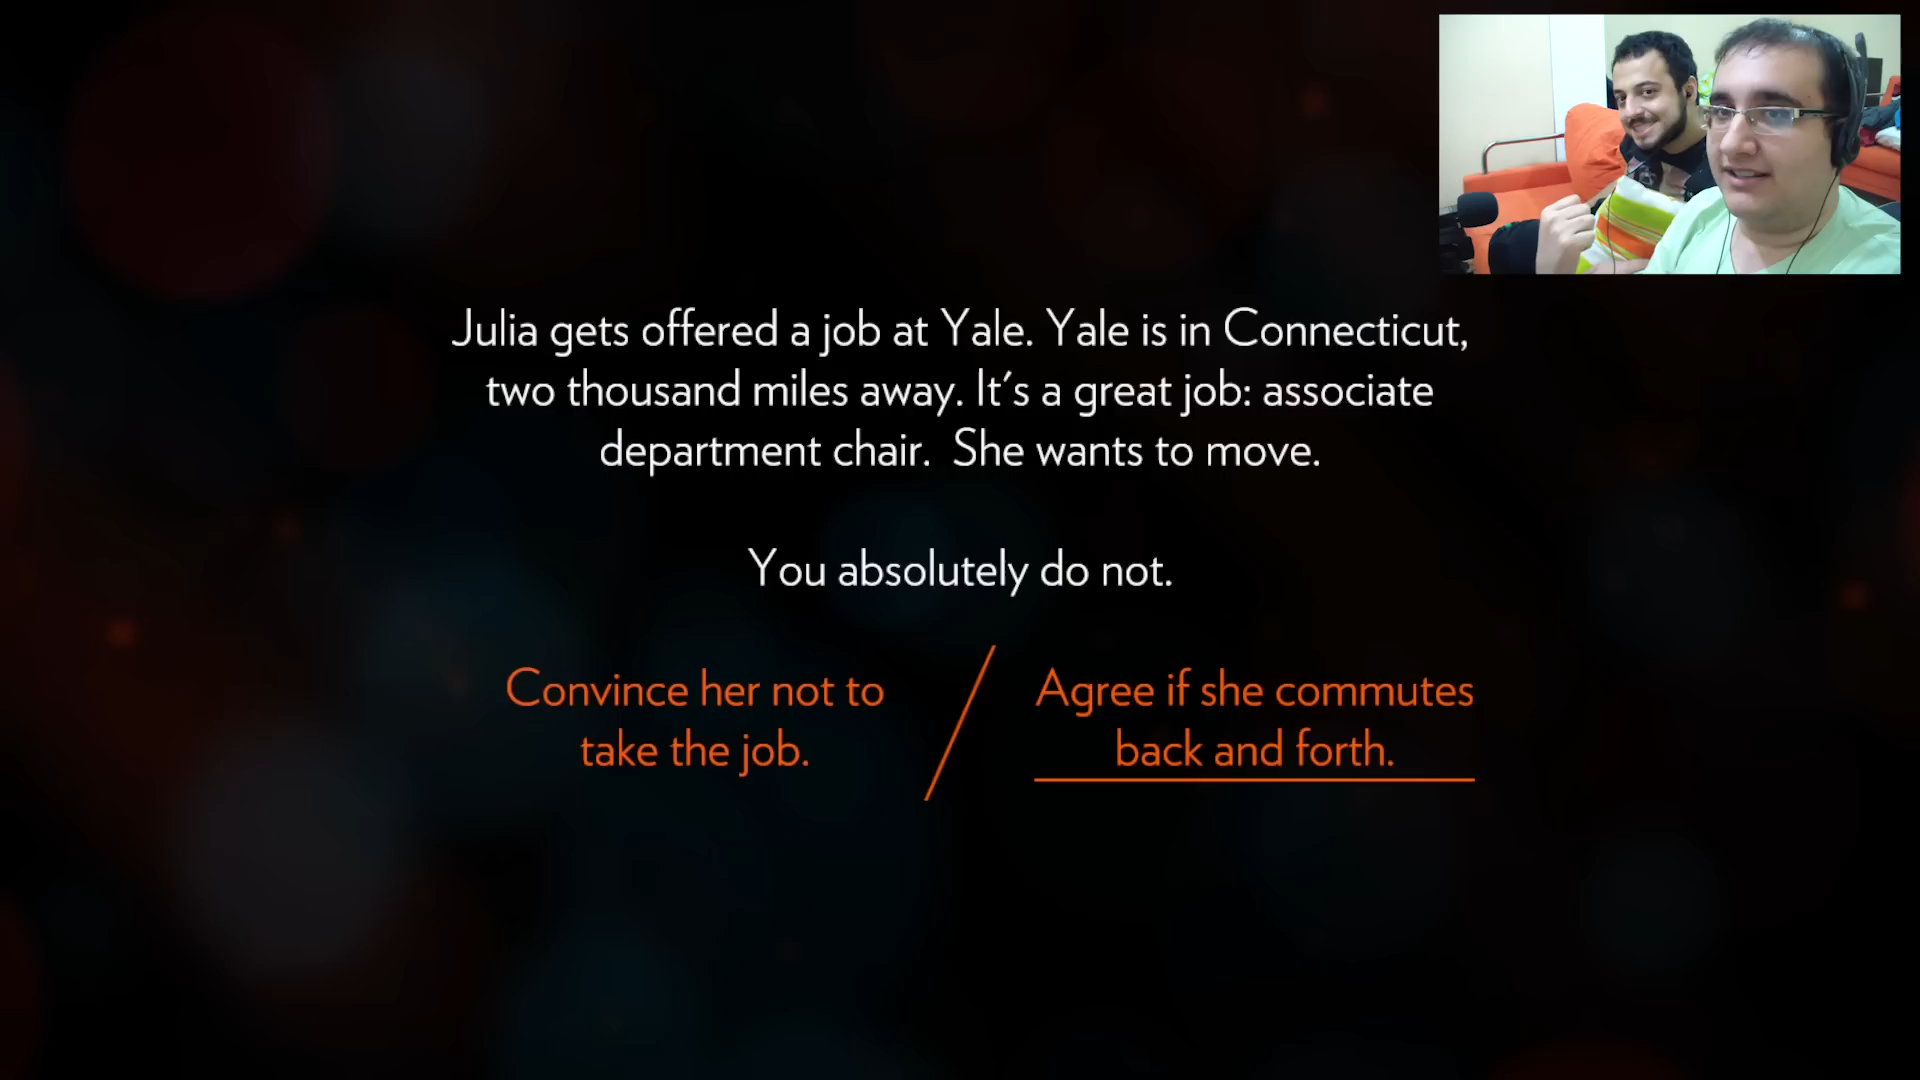 Julia gets offered a job at Yale. Yale is in Connecticut,
two thousand miles away. It's a great job: associate
department chair.  She wants to move.
You absolutely do not.
Convince her not to
take the job.
Agree if she commutes
back and forth.